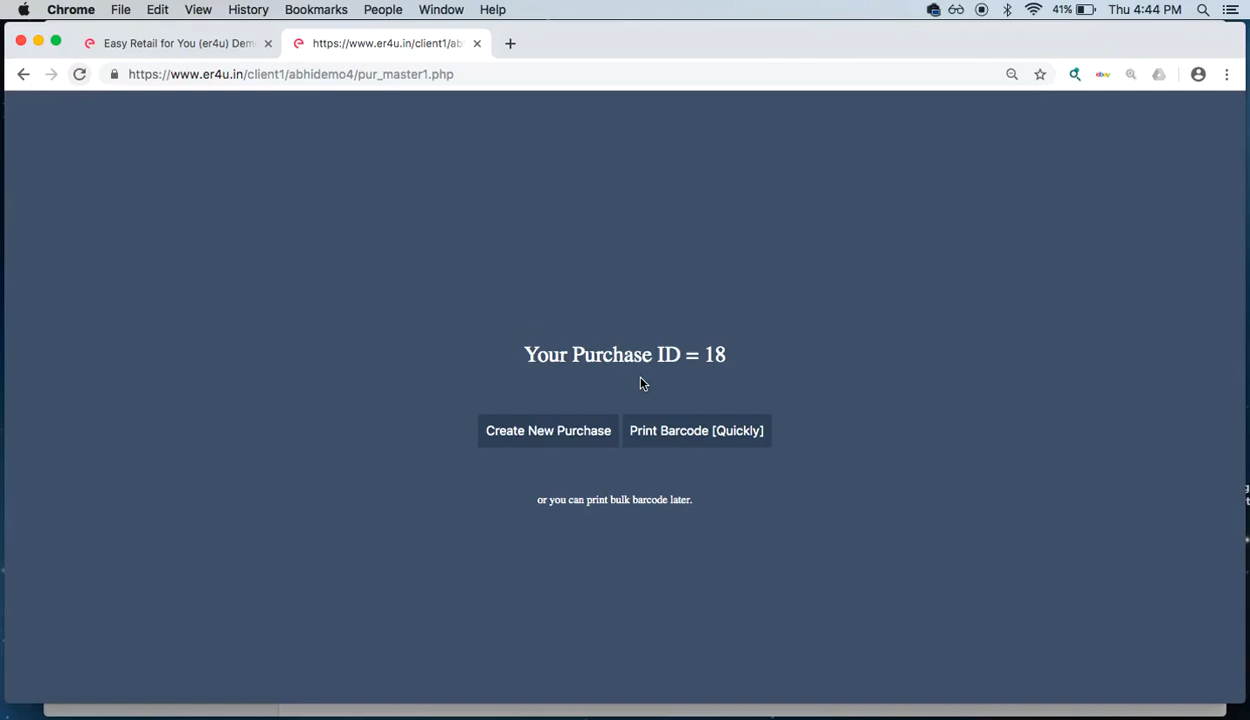 Chrome File Edit View History Bookmarks People Window Help 41% Thu 4:44 PM
Easy Retail for You (er4u) Dem https://www.er4u.in/client1/ab
https://www.er4u.in/client1/abhidemo4/pur_master1.php ebay
Your Purchase ID = 18
Create New Purchase Print Barcode [Quickly]
or you can print bulk barcode later.